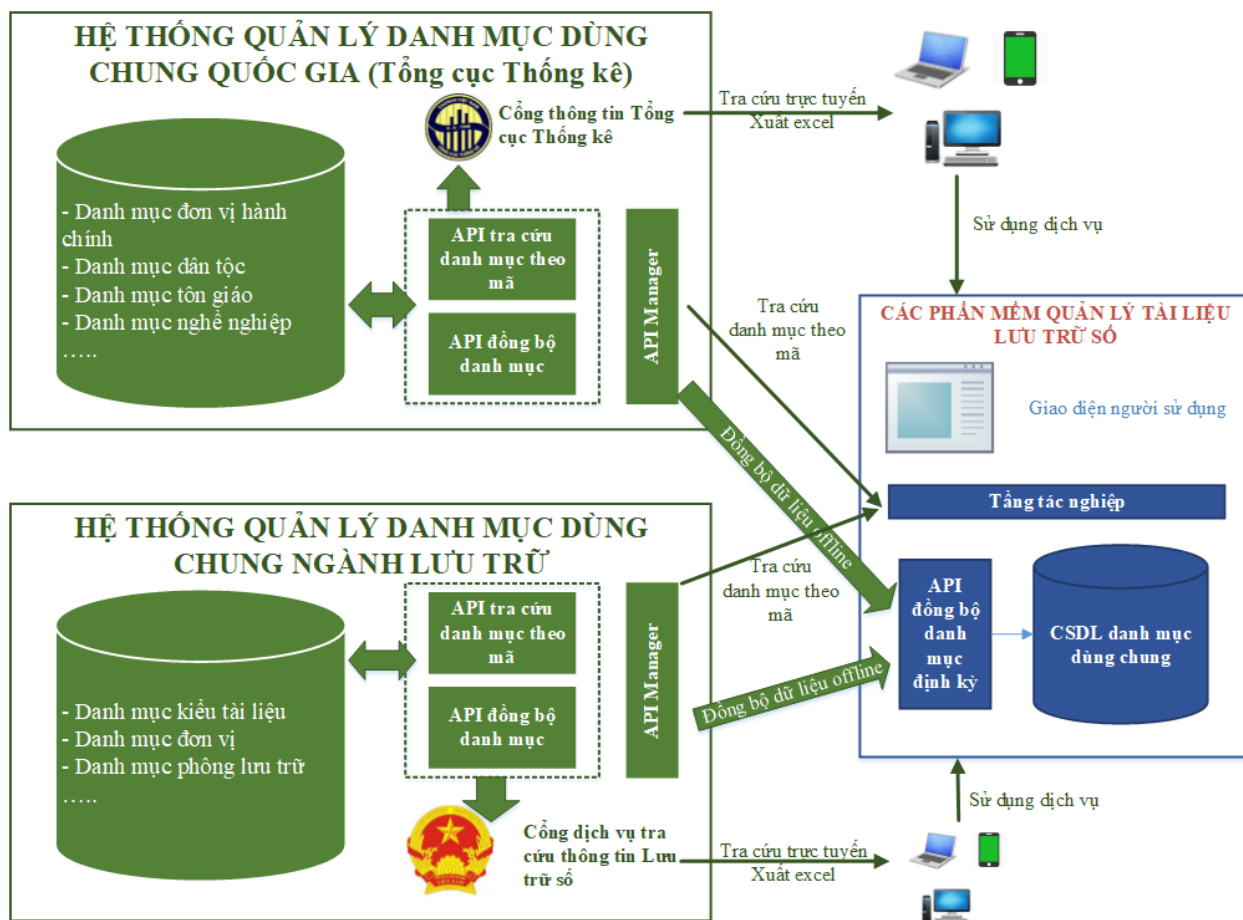 HỆ THỐNG QUẢN LÝ DANH MỤC DÙNG
CHUNG QUỐC GIA (Tổng cục Thống kê)
Cổng thông tin Tổng
cục Thống kê
Tra cứu trực tuyến
Xuất excel
- Danh mục đơn vị hành
chính
- Danh mục dân tộc
- Danh mục tôn giáo
- Danh mục nghề nghiệp
…..
API tra cứu
danh mục theo
mã
API đồng bộ
danh mục
API Manager
Sử dụng dịch vụ
Tra cứu
danh mục theo
mã
Đồng bộ dữ liệu offline
CÁC PHẦN MỀM QUẢN LÝ TÀI LIỆU
LƯU TRỮ SỐ
Giao diện người sử dụng
Tầng tác nghiệp
API
đồng bộ
danh
mục
định kỳ
CSDL danh mục
dùng chung
HỆ THỐNG QUẢN LÝ DANH MỤC DÙNG
CHUNG NGÀNH LƯU TRỮ
- Danh mục kiểu tài liệu
- Danh mục đơn vị
- Danh mục phông lưu trữ
…..
API tra cứu
danh mục theo
mã
API đồng bộ
danh mục
API Manager
Tra cứu
danh mục theo
mã
Đồng bộ dữ liệu offline
Cổng dịch vụ tra
cứu thông tin Lưu
trữ số
Tra cứu trực tuyến
Xuất excel
Sử dụng dịch vụ